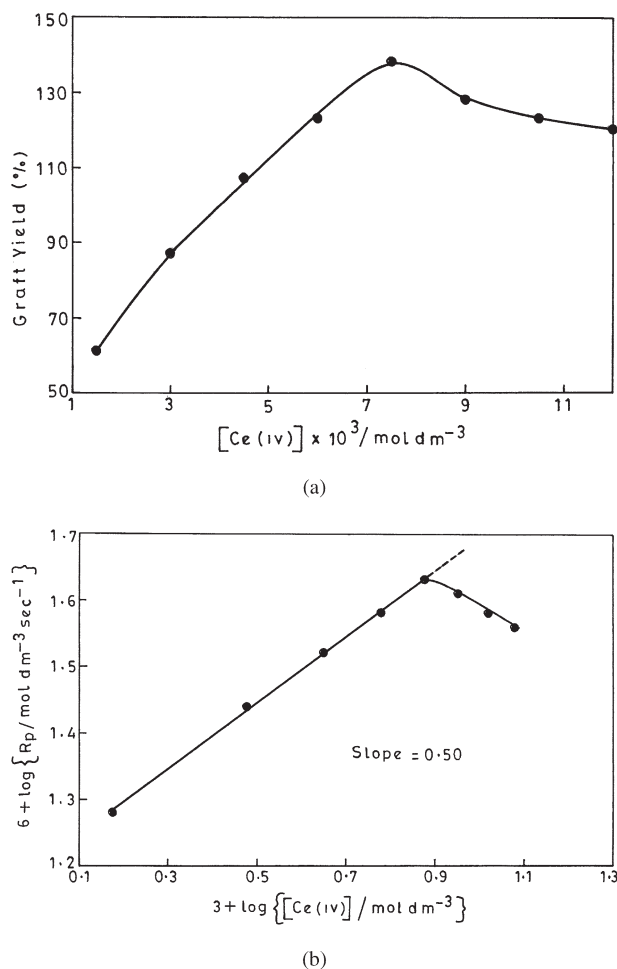 150
130
110
90
70
50
Graft Yield (%)
1 3 5 7 9 11
[Ce(ıv)] × 10³/mol dm⁻³
(a)
1·7
1·6
1·5
1·4
1·3
1·2
6+log{Rp/mol dm⁻³ sec⁻¹}
Slope = 0·50
0·1 0·3 0·5 0·7 0·9 1·1 1·3
3+log{[Ce(ıv)]/mol dm⁻³}
(b)